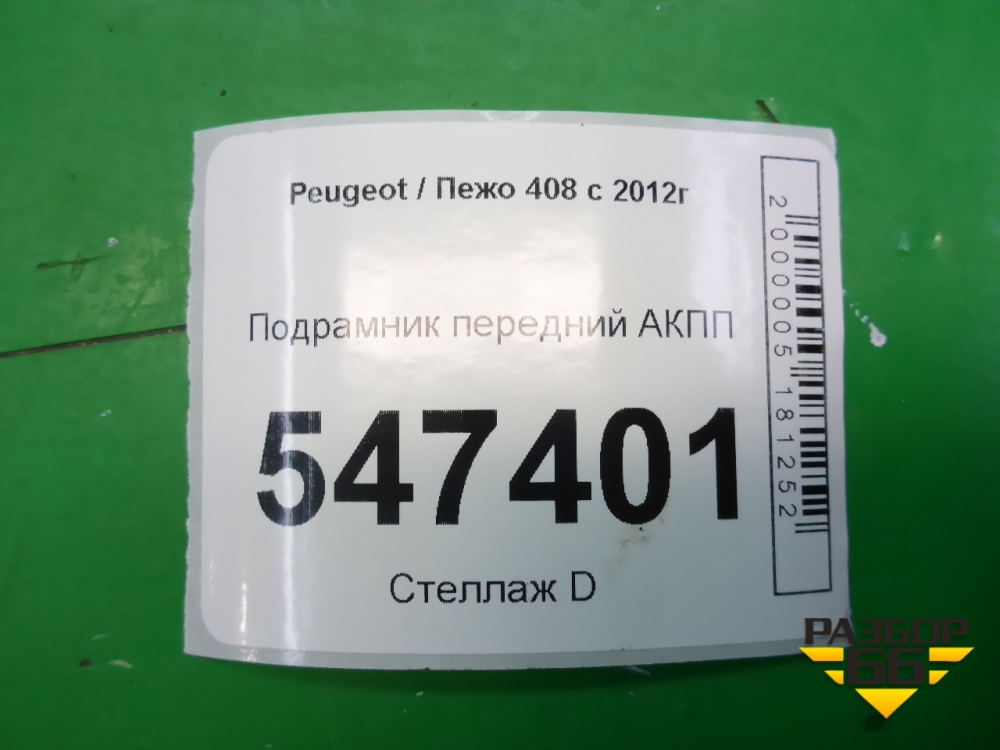 Peugeot / Пежо 408 с 2012г
Подрамник передний АКПП
547401
Стеллаж D
2000005181252
РАЗБОР
66